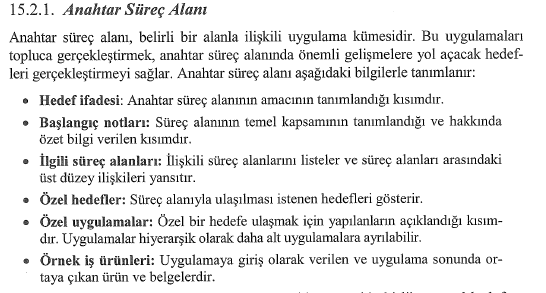 15.2.1. Anahtar Süreç Alanı
Anahtar süreç alanı, belirli bir alanla ilişkili uygulama kümesidir. Bu uygulamaları
topluca gerçekleştirmek, anahtar süreç alanında önemli gelişmelere yol açacak hedef-
leri gerçekleştirmeyi sağlar. Anahtar süreç alanı aşağıdaki bilgilerle tanımlanır:
• Hedef ifadesi: Anahtar süreç alanının amacının tanımlandığı kısımdır.
• Başlangıç notları: Süreç alanının temel kapsamının tanımlandığı ve hakkında
özet bilgi verilen kısımdır.
• İlgili süreç alanları: İlişkili süreç alanlarını listeler ve süreç alanları arasındaki
üst düzey ilişkileri yansıtır.
• Özel hedefler: Süreç alanıyla ulaşılması istenen hedefleri gösterir.
• Özel uygulamalar: Özel bir hedefe ulaşmak için yapılanların açıklandığı kısım-
dır. Uygulamalar hiyerarşik olarak daha alt uygulamalara ayrılabilir.
• Örnek iş ürünleri: Uygulamaya giriş olarak verilen ve uygulama sonunda or-
taya çıkan ürün ve belgelerdir.